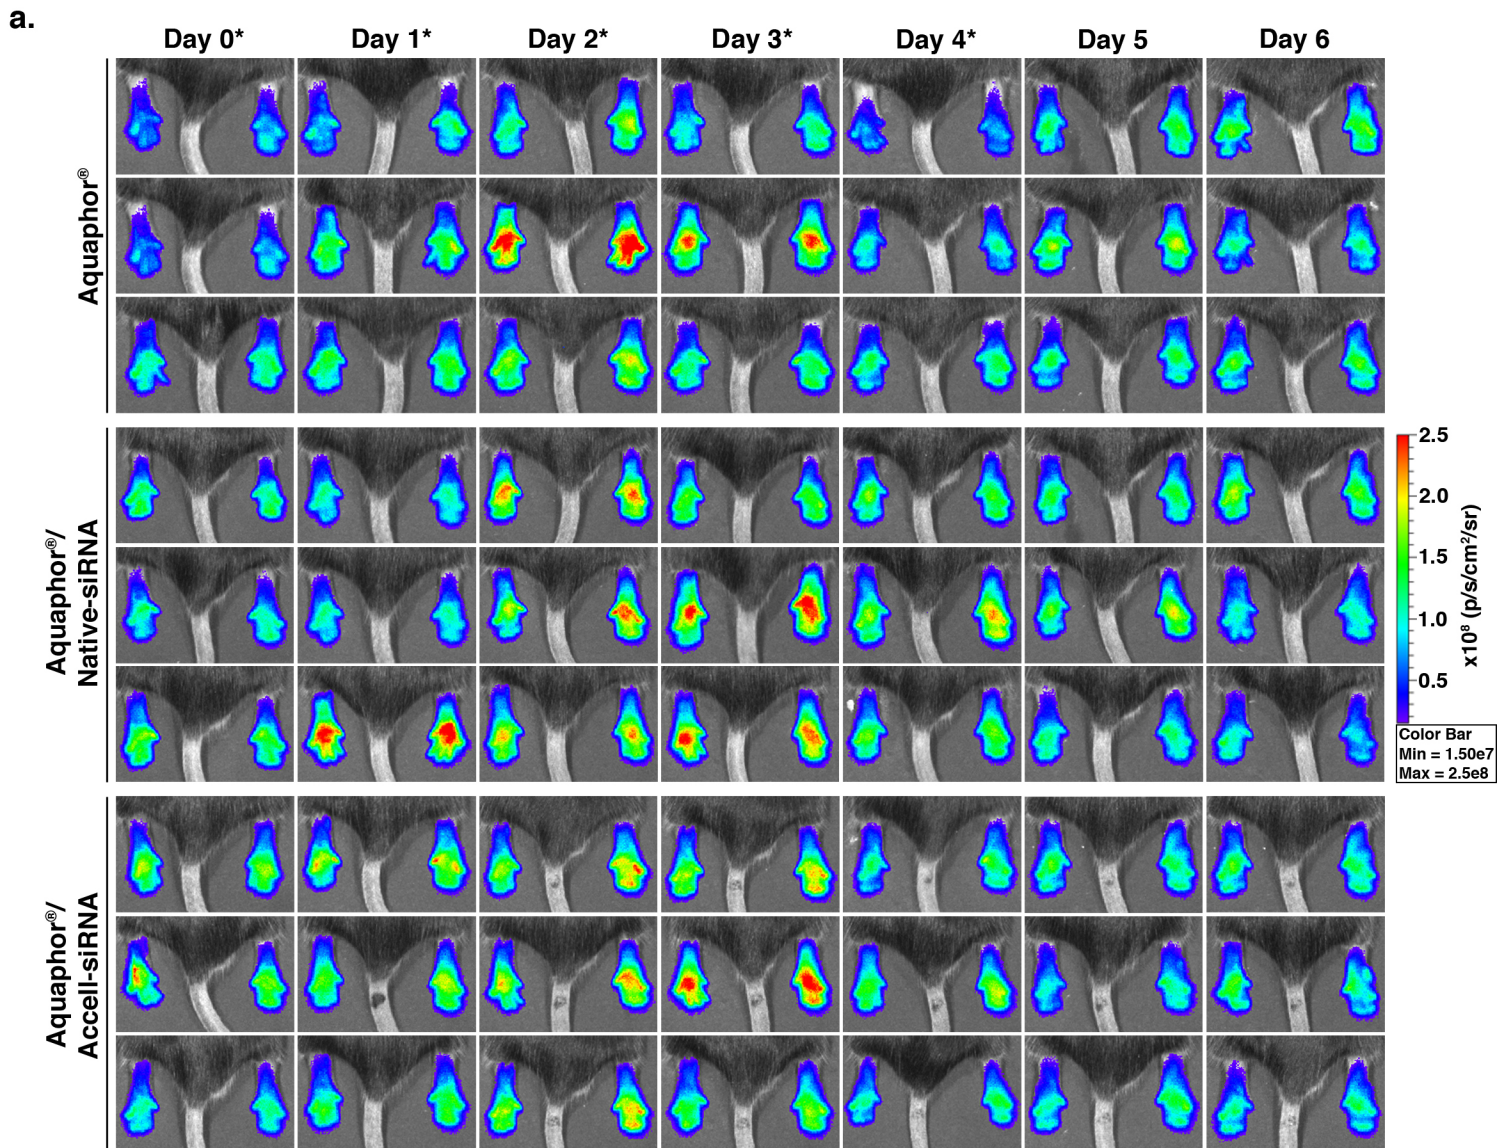 a.
Day 0* Day 1* Day 2* Day 3* Day 4* Day 5 Day 6
Aquaphor®
Aquaphor®/
Native-siRNA
Aquaphor®/
Accell-siRNA
2.5
2.0
1.5
1.0
0.5
x10⁸ (p/s/cm²/sr)
Color Bar
Min = 1.50e7
Max = 2.5e8